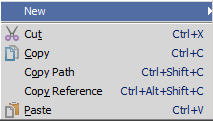 New
Cut Ctrl+X
Copy Ctrl+C
Copy Path Ctrl+Shift+C
Copy Reference Ctrl+Alt+Shift+C
Paste Ctrl+V